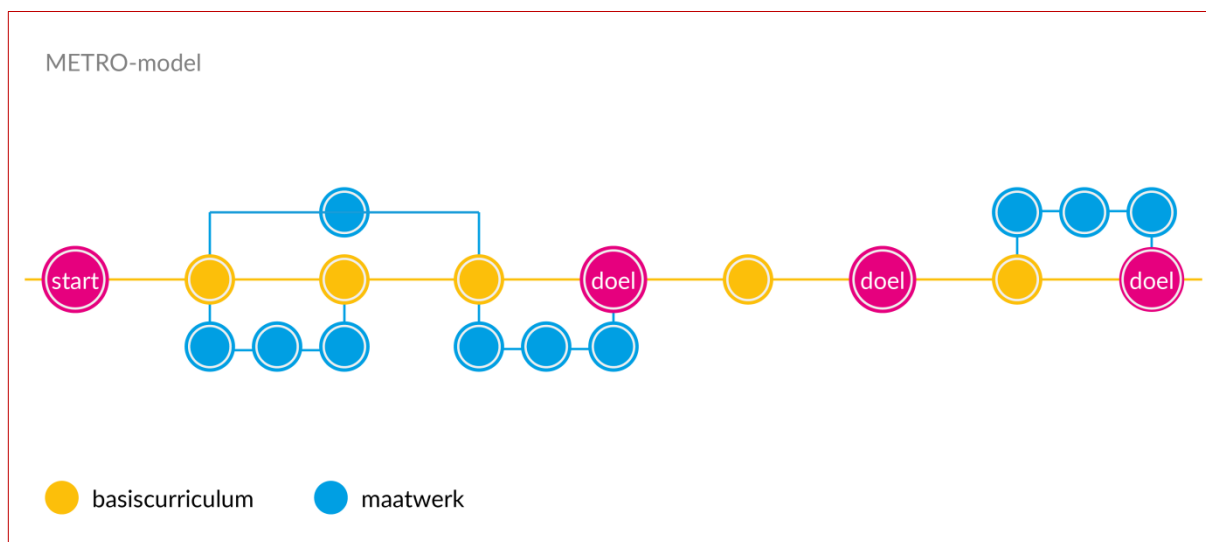 METRO-model
start
doel
doel
doel
basiscurriculum
maatwerk